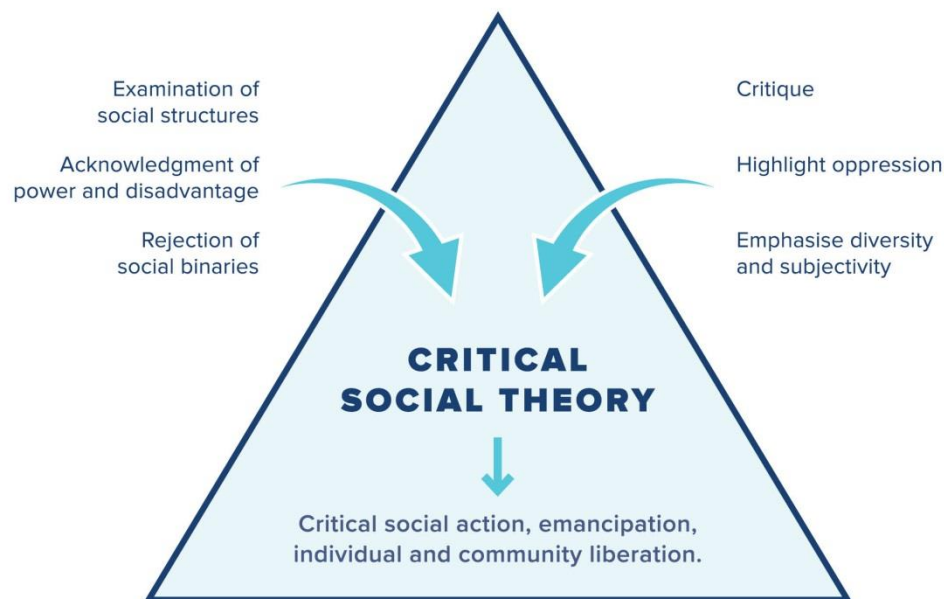 Examination of
social structures
Acknowledgment of
power and disadvantage
Rejection of
social binaries
Critique
Highlight oppression
Emphasise diversity
and subjectivity
CRITICAL
SOCIAL THEORY
Critical social action, emancipation,
individual and community liberation.